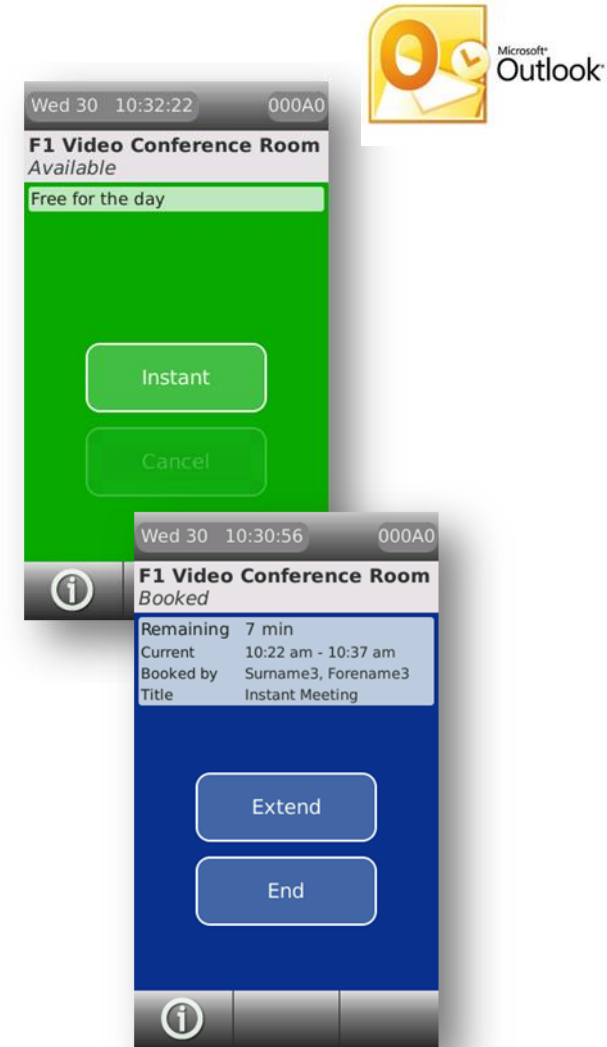 Microsoft
Outlook
Wed 30 10:32:22 000A0
F1 Video Conference Room
Available
Free for the day
Instant
Cancel
Wed 30 10:30:56 000A0
F1 Video Conference Room
Booked
Remaining 7 min
Current 10:22 am - 10:37 am
Booked by Surname3, Forename3
Title Instant Meeting
Extend
End